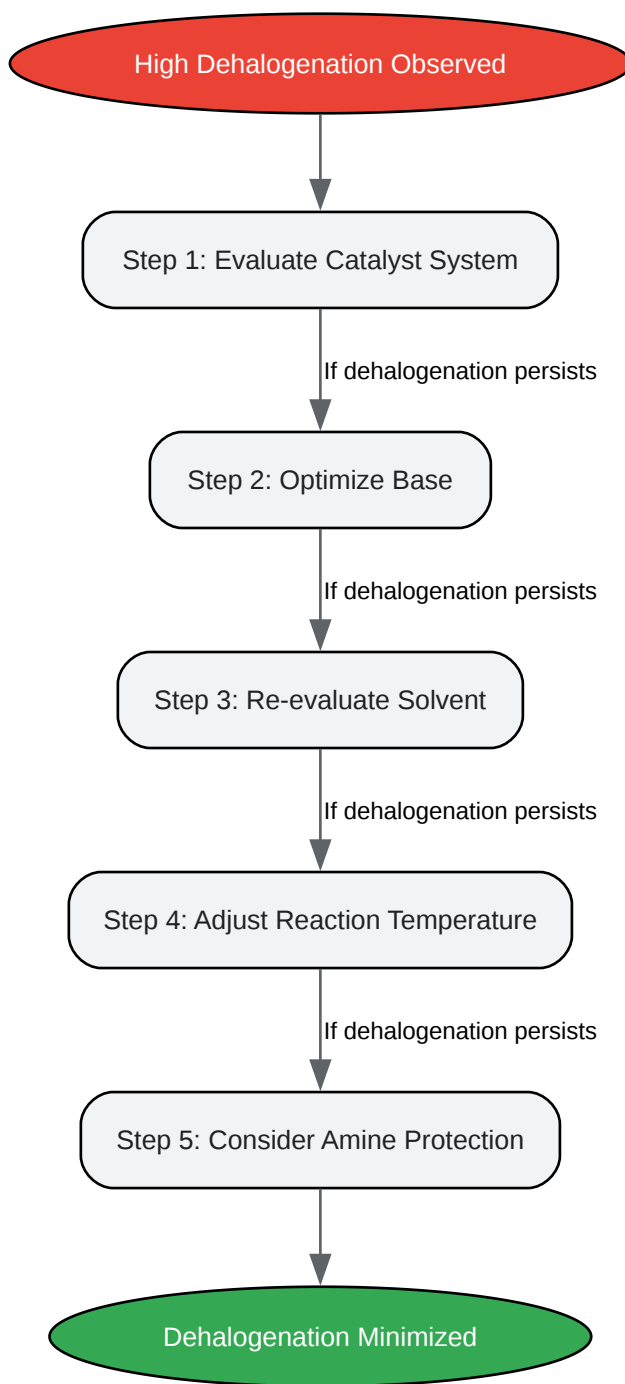 High Dehalogenation Observed
Step 1: Evaluate Catalyst System
If dehalogenation persists
Step 2: Optimize Base
If dehalogenation persists
Step 3: Re-evaluate Solvent
If dehalogenation persists
Step 4: Adjust Reaction Temperature
If dehalogenation persists
Step 5: Consider Amine Protection
Dehalogenation Minimized